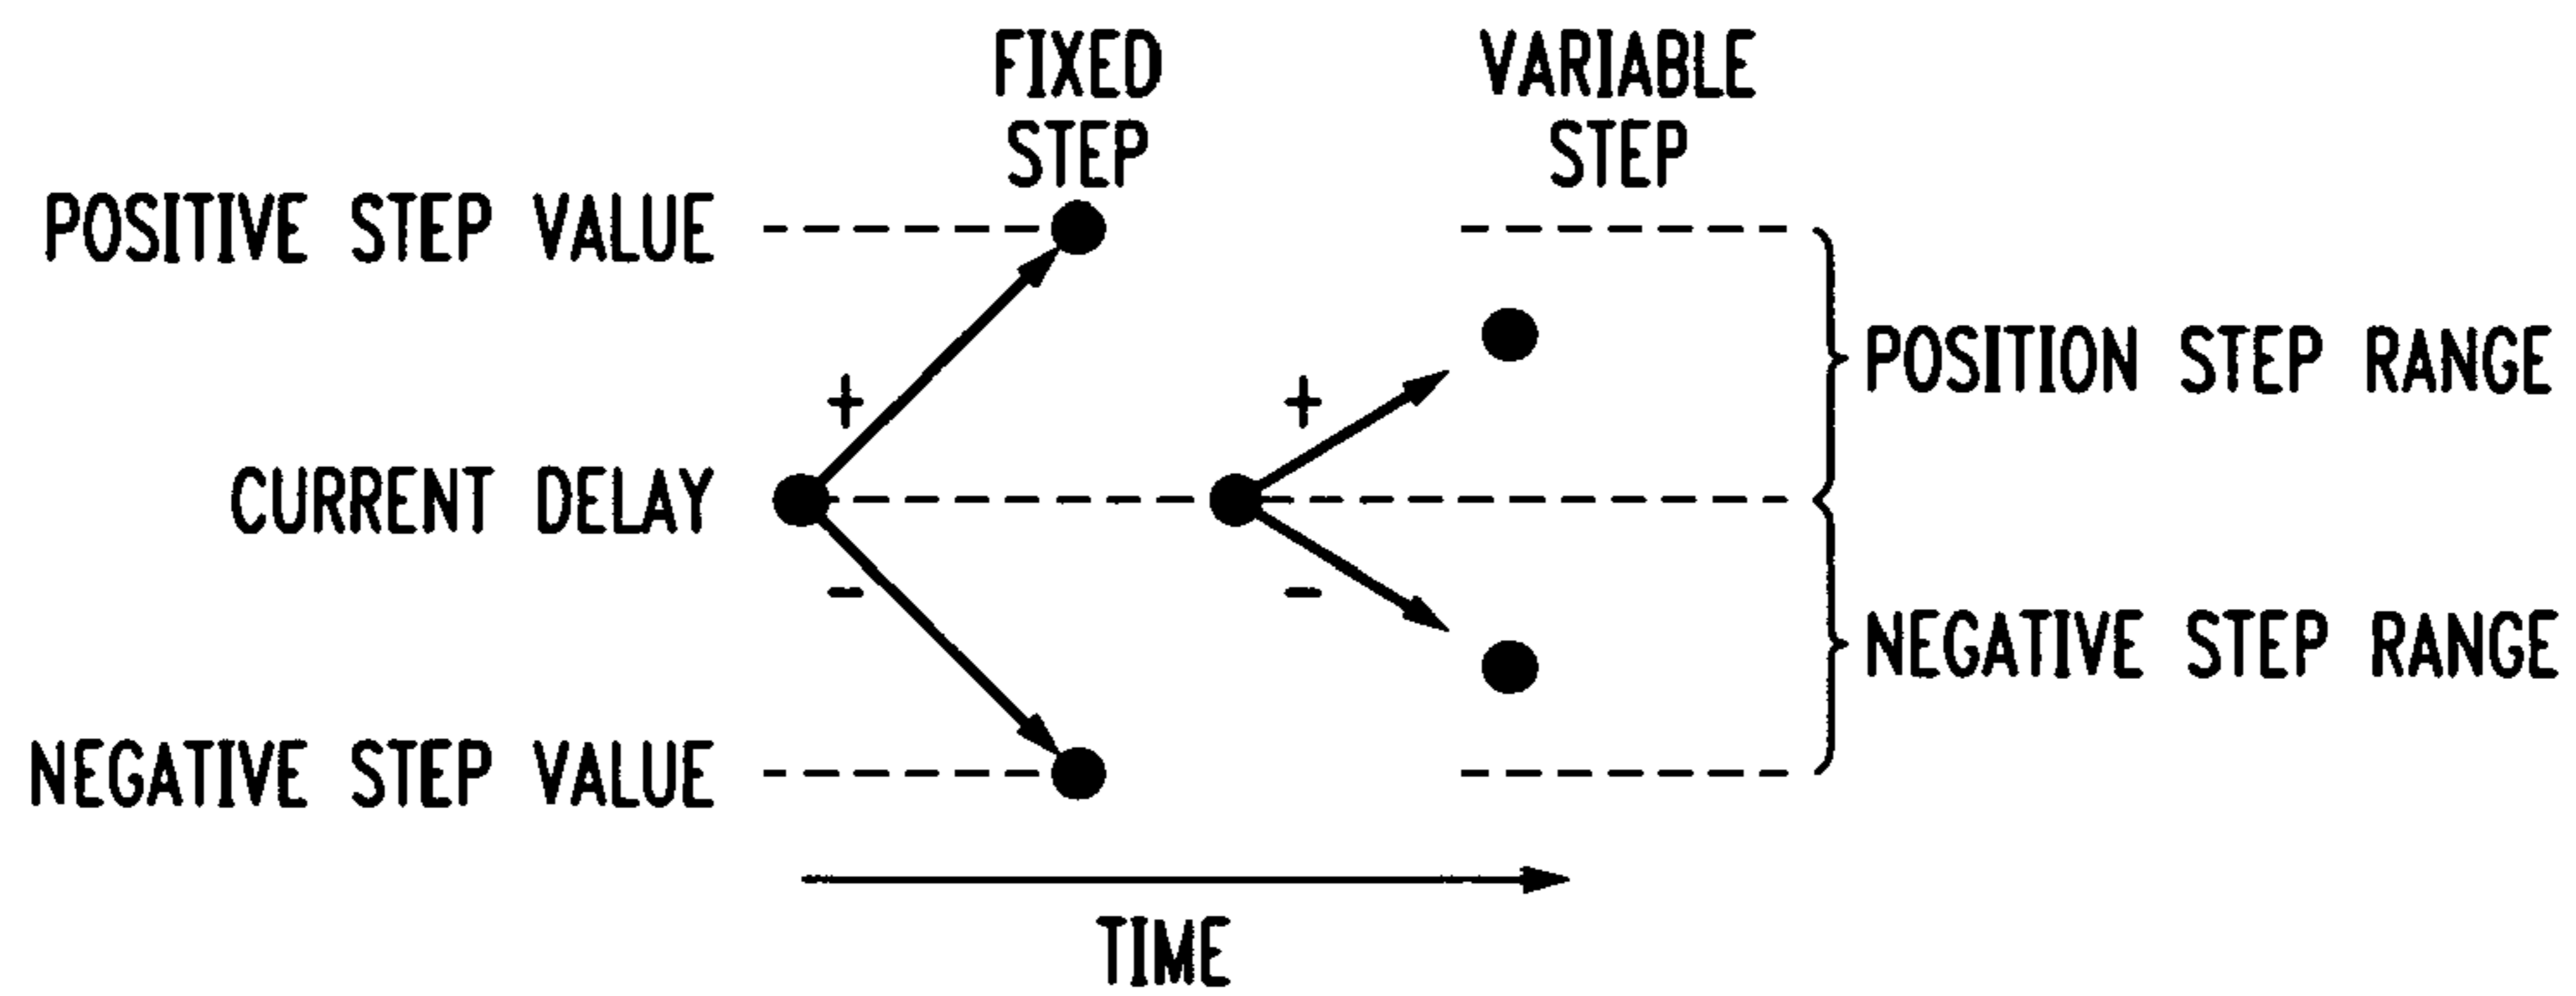 FIXED
STEP
VARIABLE
STEP
POSITIVE STEP VALUE
+
+
POSITION STEP RANGE
CURRENT DELAY
-
-
NEGATIVE STEP RANGE
NEGATIVE STEP VALUE
TIME